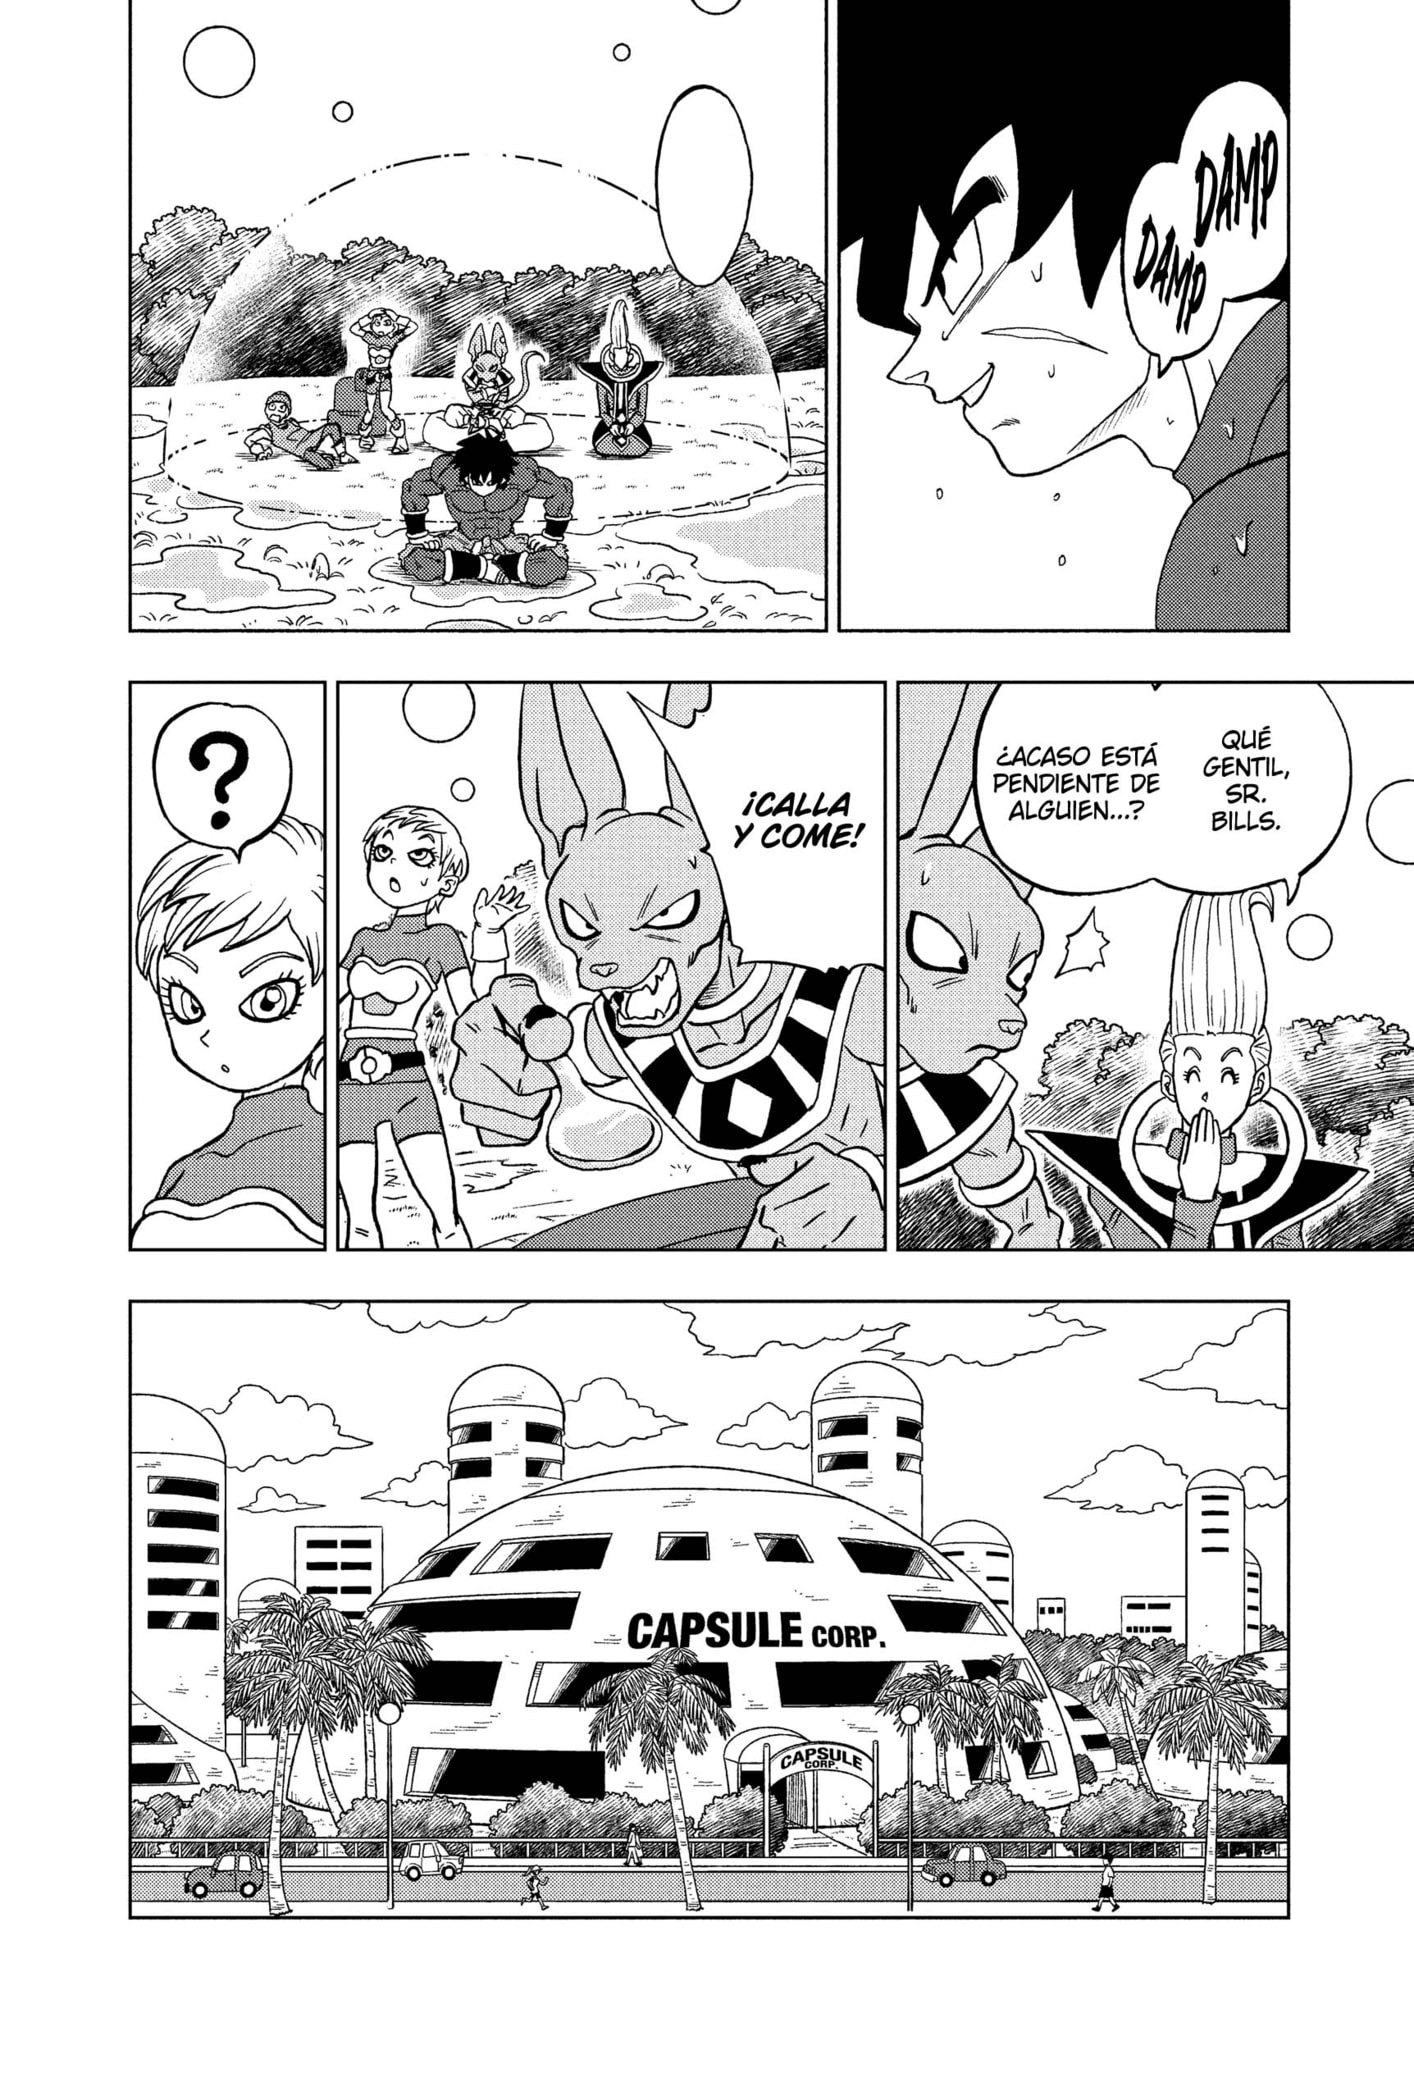 DAMP
DAMP
QUÉ
GENTIL,
SR.
BILLS.
¿ACASO ESTÁ
PENDIENTE DE
ALGUIEN...?
¡CALLA
Y COME!
?
CAPSULE CORP.
CAPSULE
CORP.